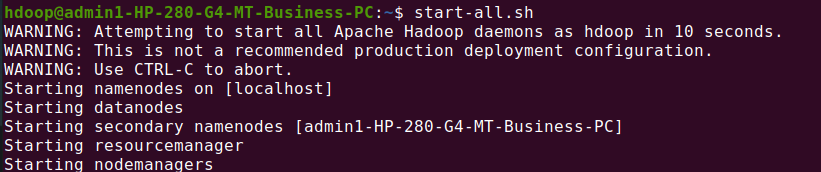 hdoop@admin1-HP-280-G4-MT-Business-PC:~$ start-all.sh
WARNING: Attempting to start all Apache Hadoop daemons as hdoop in 10 seconds.
WARNING: This is not a recommended production deployment configuration.
WARNING: Use CTRL-C to abort.
Starting namenodes on [localhost]
Starting datanodes
Starting secondary namenodes [admin1-HP-280-G4-MT-Business-PC]
Starting resourcemanager
Starting nodemanagers